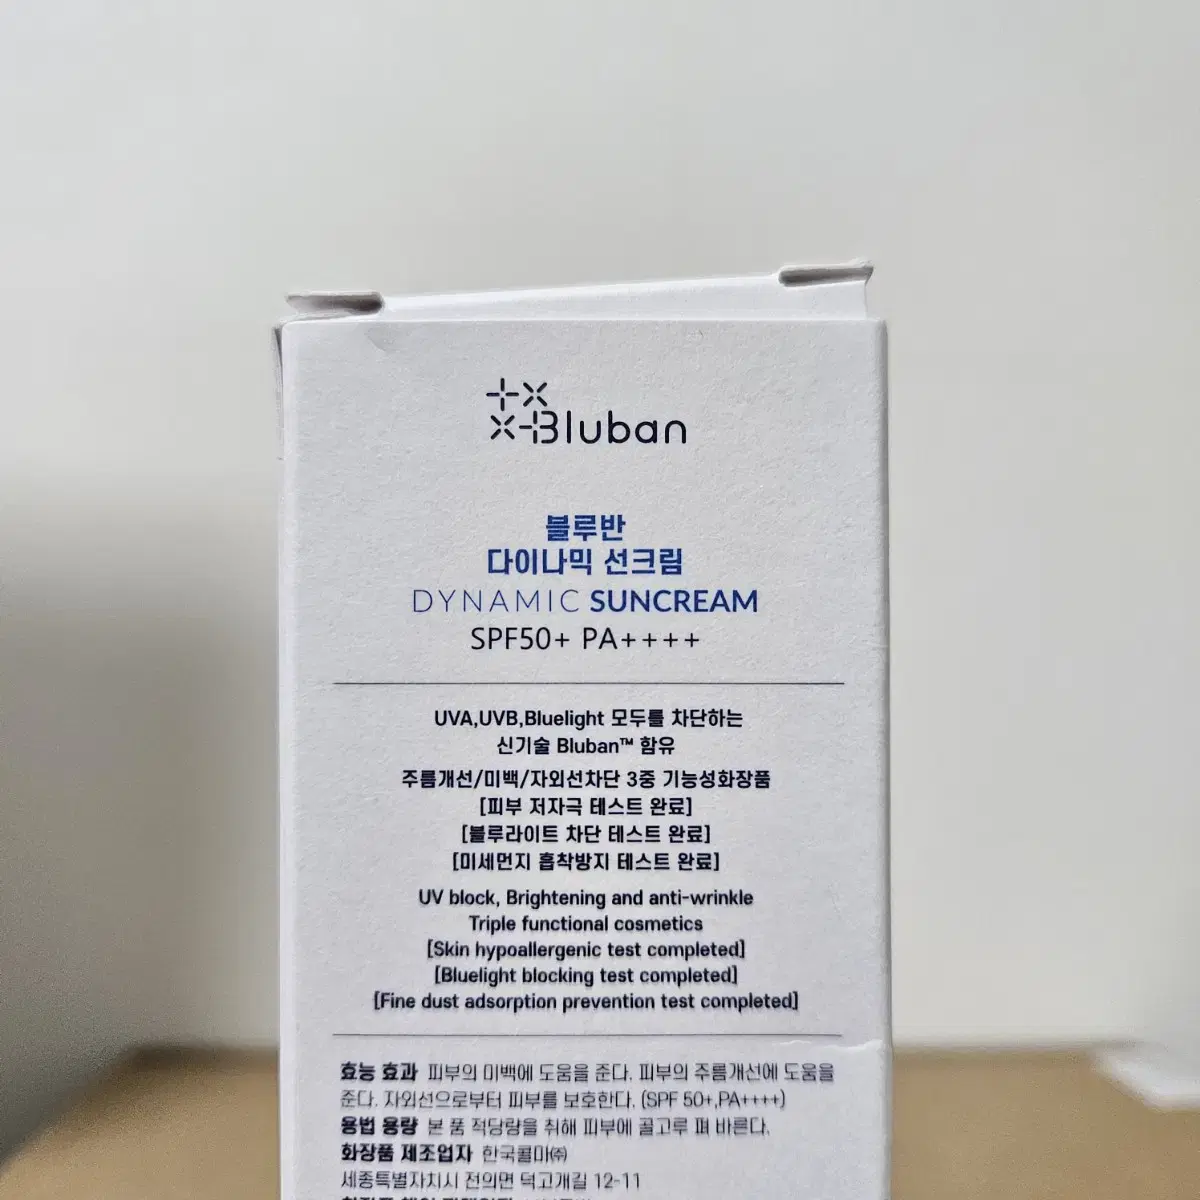 Bluban
블루반
다이나믹 선크림
DYNAMIC SUNCREAM
SPF50+ PA++++
UVA,UVB,Bluelight 모두를 차단하는
신기술 Bluban™ 함유
주름개선/미백/자외선차단 3중 기능성화장품
[피부 저자극 테스트 완료]
[블루라이트 차단 테스트 완료]
[미세먼지 흡착방지 테스트 완료]
UV block, Brightening and anti-wrinkle
Triple functional cosmetics
[Skin hypoallergenic test completed]
[Bluelight blocking test completed]
[Fine dust adsorption prevention test completed]
효능 효과 피부의 미백에 도움을 준다. 피부의 주름개선에 도움을
준다. 자외선으로부터 피부를 보호한다. (SPF 50+,PA++++)
용법 용량 본 품 적당량을 취해 피부에 골고루 펴 바른다.
화장품 제조업자 한국콜마㈜
세종특별자치시 전의면 덕고개길 12-11